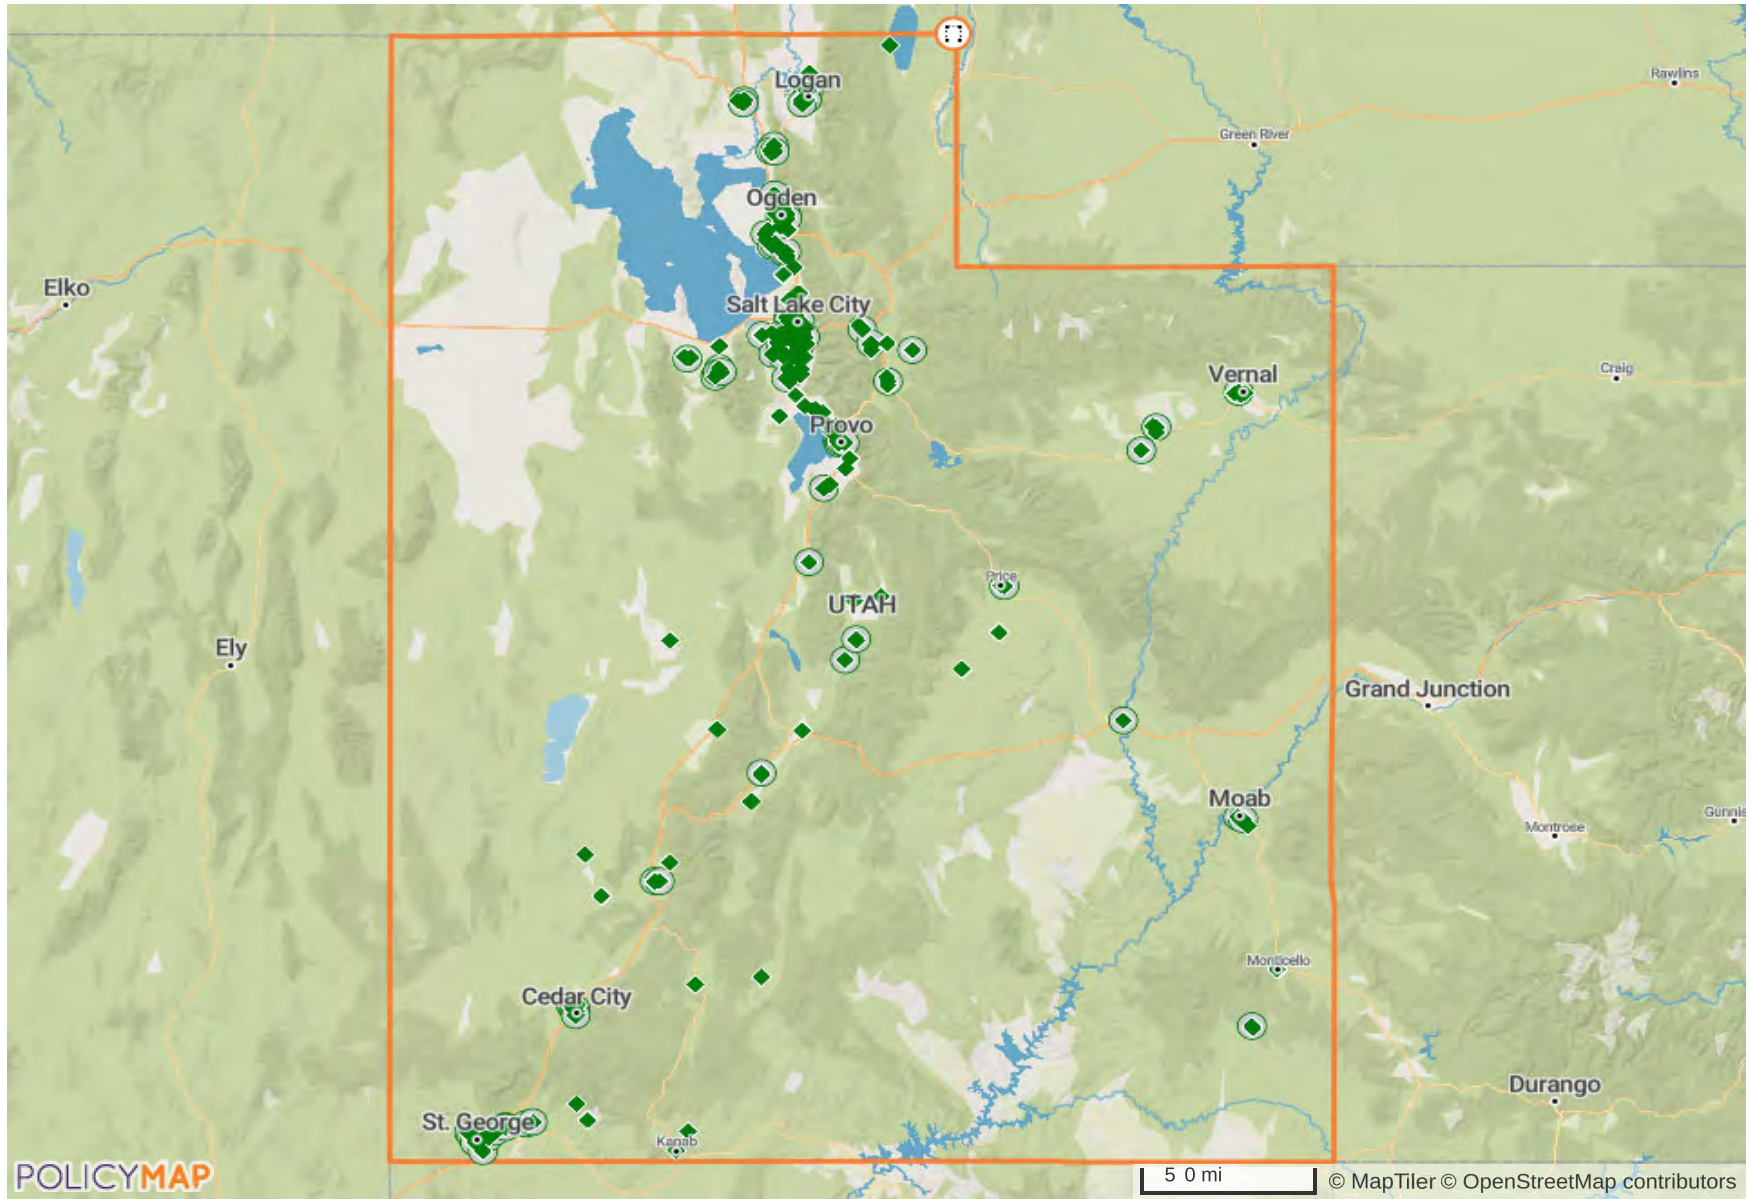 Logan
Rawlins
Green River
Ogden
Elko
Salt Lake City
Vernal
Craig
Provo
Price
UTAH
Ely
Grand Junction
Moab
Montrose
Gunnis
Monticello
Cedar City
Durango
St. George
Kanab
POLICYMAP
5 0 mi
© MapTiler © OpenStreetMap contributors